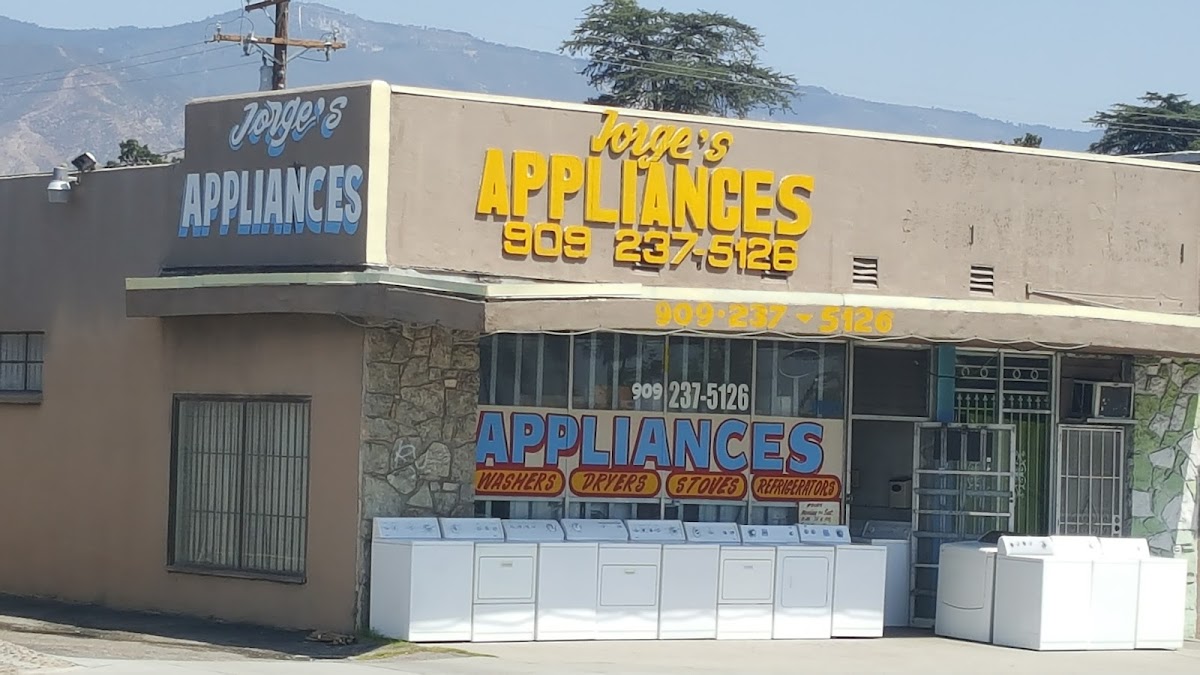 Jorge's
APPLIANCES
Jorge's
APPLIANCES
909 237-5126
909·237-5126
909 237-5126
APPLIANCES
WASHERS DRYERS STOVES REFRIGERATORS